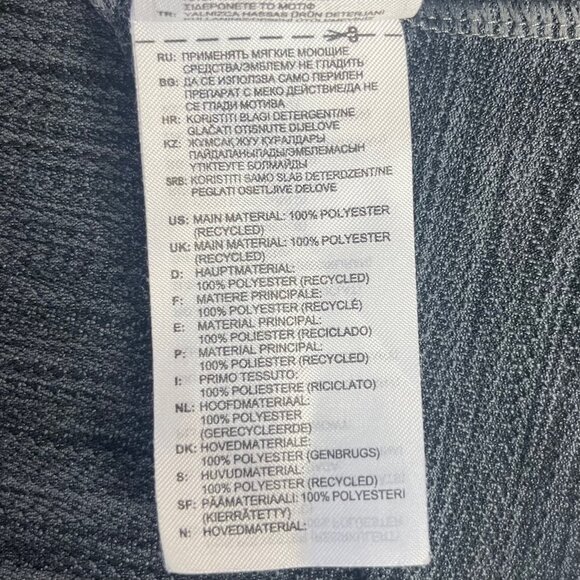 ΣΙΔΕΡΩΝΕΤΕ ΤΟ ΜΟΤΙΦ
TR: YALNIZCA HASSAS ÜRÜN DETERJANI
RU: ПРИМЕНЯТЬ МЯГКИЕ МОЮЩИЕ
СРЕДСТВА/ЭМБЛЕМУ НЕ ГЛАДИТЬ
BG: ДА СЕ ИЗПОЛЗВА САМО ПЕРИЛЕН
ПРЕПАРАТ С МЕКО ДЕЙСТВИЕ/ДА НЕ
СЕ ГЛАДИ МОТИВА
HR: KORISTITI BLAGI DETERGENT/NE
GLAČATI OTISNUTE DIJELOVE
KZ: ЖҰМСАҚ ЖУУ ҚҰРАЛДАРЫ
ПАЙДАЛАНЫЛАДЫ/ЭМБЛЕМАСЫН
ҮТІКТЕУГЕ БОЛМАЙДЫ
SRB: KORISTITI SAMO SLAB DETERDZENT/NE
PEGLATI OSETLJIVE DELOVE
US: MAIN MATERIAL: 100% POLYESTER
(RECYCLED)
UK: MAIN MATERIAL: 100% POLYESTER
(RECYCLED)
D: HAUPTMATERIAL:
100% POLYESTER (RECYCLED)
F: MATIERE PRINCIPALE:
100% POLYESTER (RECYCLÉ)
E: MATERIAL PRINCIPAL:
100% POLIESTER (RECICLADO)
P: MATERIAL PRINCIPAL:
100% POLIÉSTER (RECYCLED)
I: PRIMO TESSUTO:
100% POLIESTERE (RICICLATO)
NL: HOOFDMATERIAAL:
100% POLYESTER
(GERECYCLEERDE)
DK: HOVEDMATERIALE:
100% POLYESTER (GENBRUGS)
S: HUVUDMATERIAL:
100% POLYESTER (RECYCLED)
SF: PÄÄMATERIAALI: 100% POLYESTERI
(KIERRÄTETTY)
N: HOVEDMATERIAL: